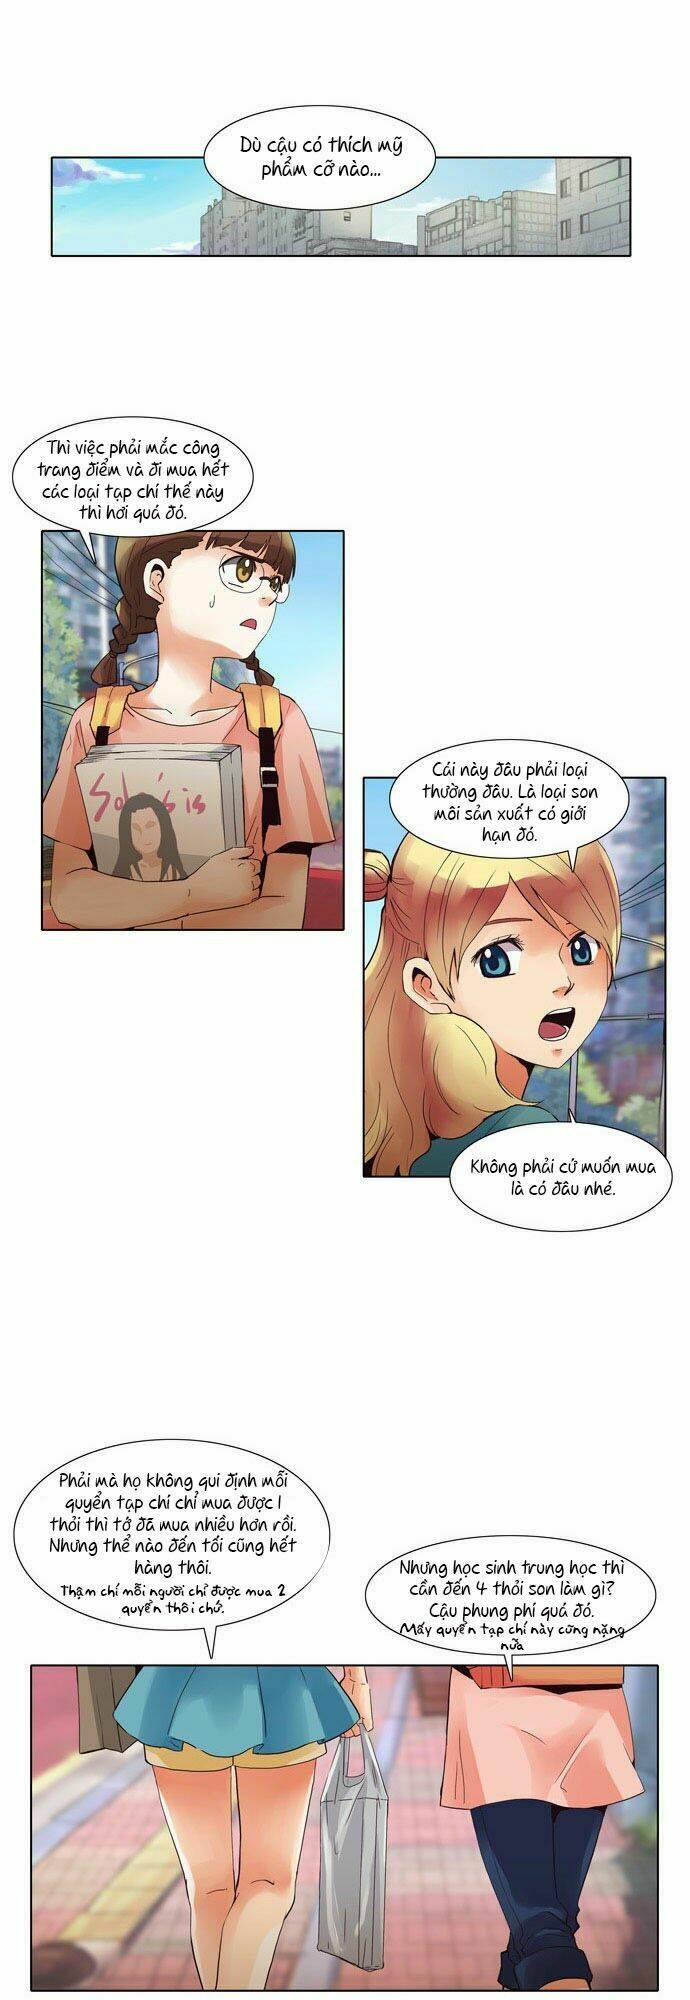 Dù cậu có thích mỹ
phẩm cỡ nào...
Thì việc phải mắc công
trang điểm và đi mua hết
các loại tạp chí thế này
thì hơi quá đó.
Cái này đâu phải loại
thường đâu. Là loại son
môi sản xuất có giới
hạn đó.
Không phải cứ muốn mua
là có đâu nhé.
Phải mà họ không qui định mỗi
quyển tạp chí chỉ mua được 1
thỏi thì tớ đã mua nhiều hơn rồi.
Nhưng thể nào đến tối cũng hết
hàng thôi.
Thậm chí mỗi người chỉ được mua 2
quyển thôi chứ.
Nhưng học sinh trung học thì
cần đến 4 thỏi son làm gì?
Cậu phung phí quá đó.
Mấy quyển tạp chí này cũng nặng
nữa